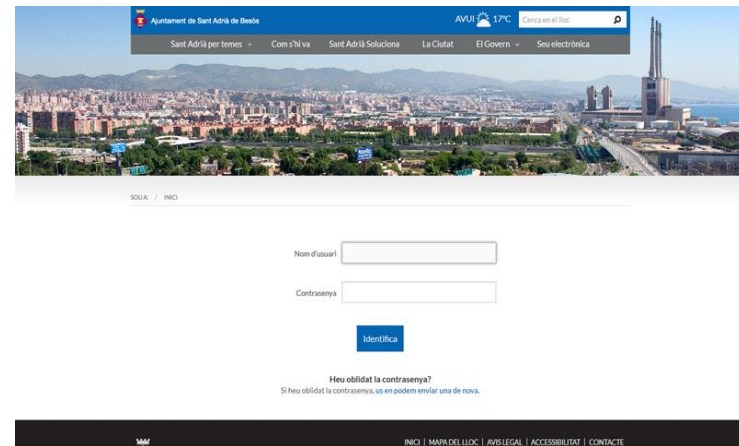 Ajuntament de Sant Adrià de Besòs
AVUI 17ºC Cerca en el lloc
Sant Adrià per temes Com s'hi va Sant Adrià Soluciona La Ciutat El Govern Seu electrònica
SOU A: / INICI
Nom d'usuari
Contrasenya
Identifica
Heu oblidat la contrasenya?
Si heu oblidat la contrasenya, us en podem enviar una de nova.
INICI | MAPA DEL LLOC | AVIS LEGAL | ACCESSIBILITAT | CONTACTE